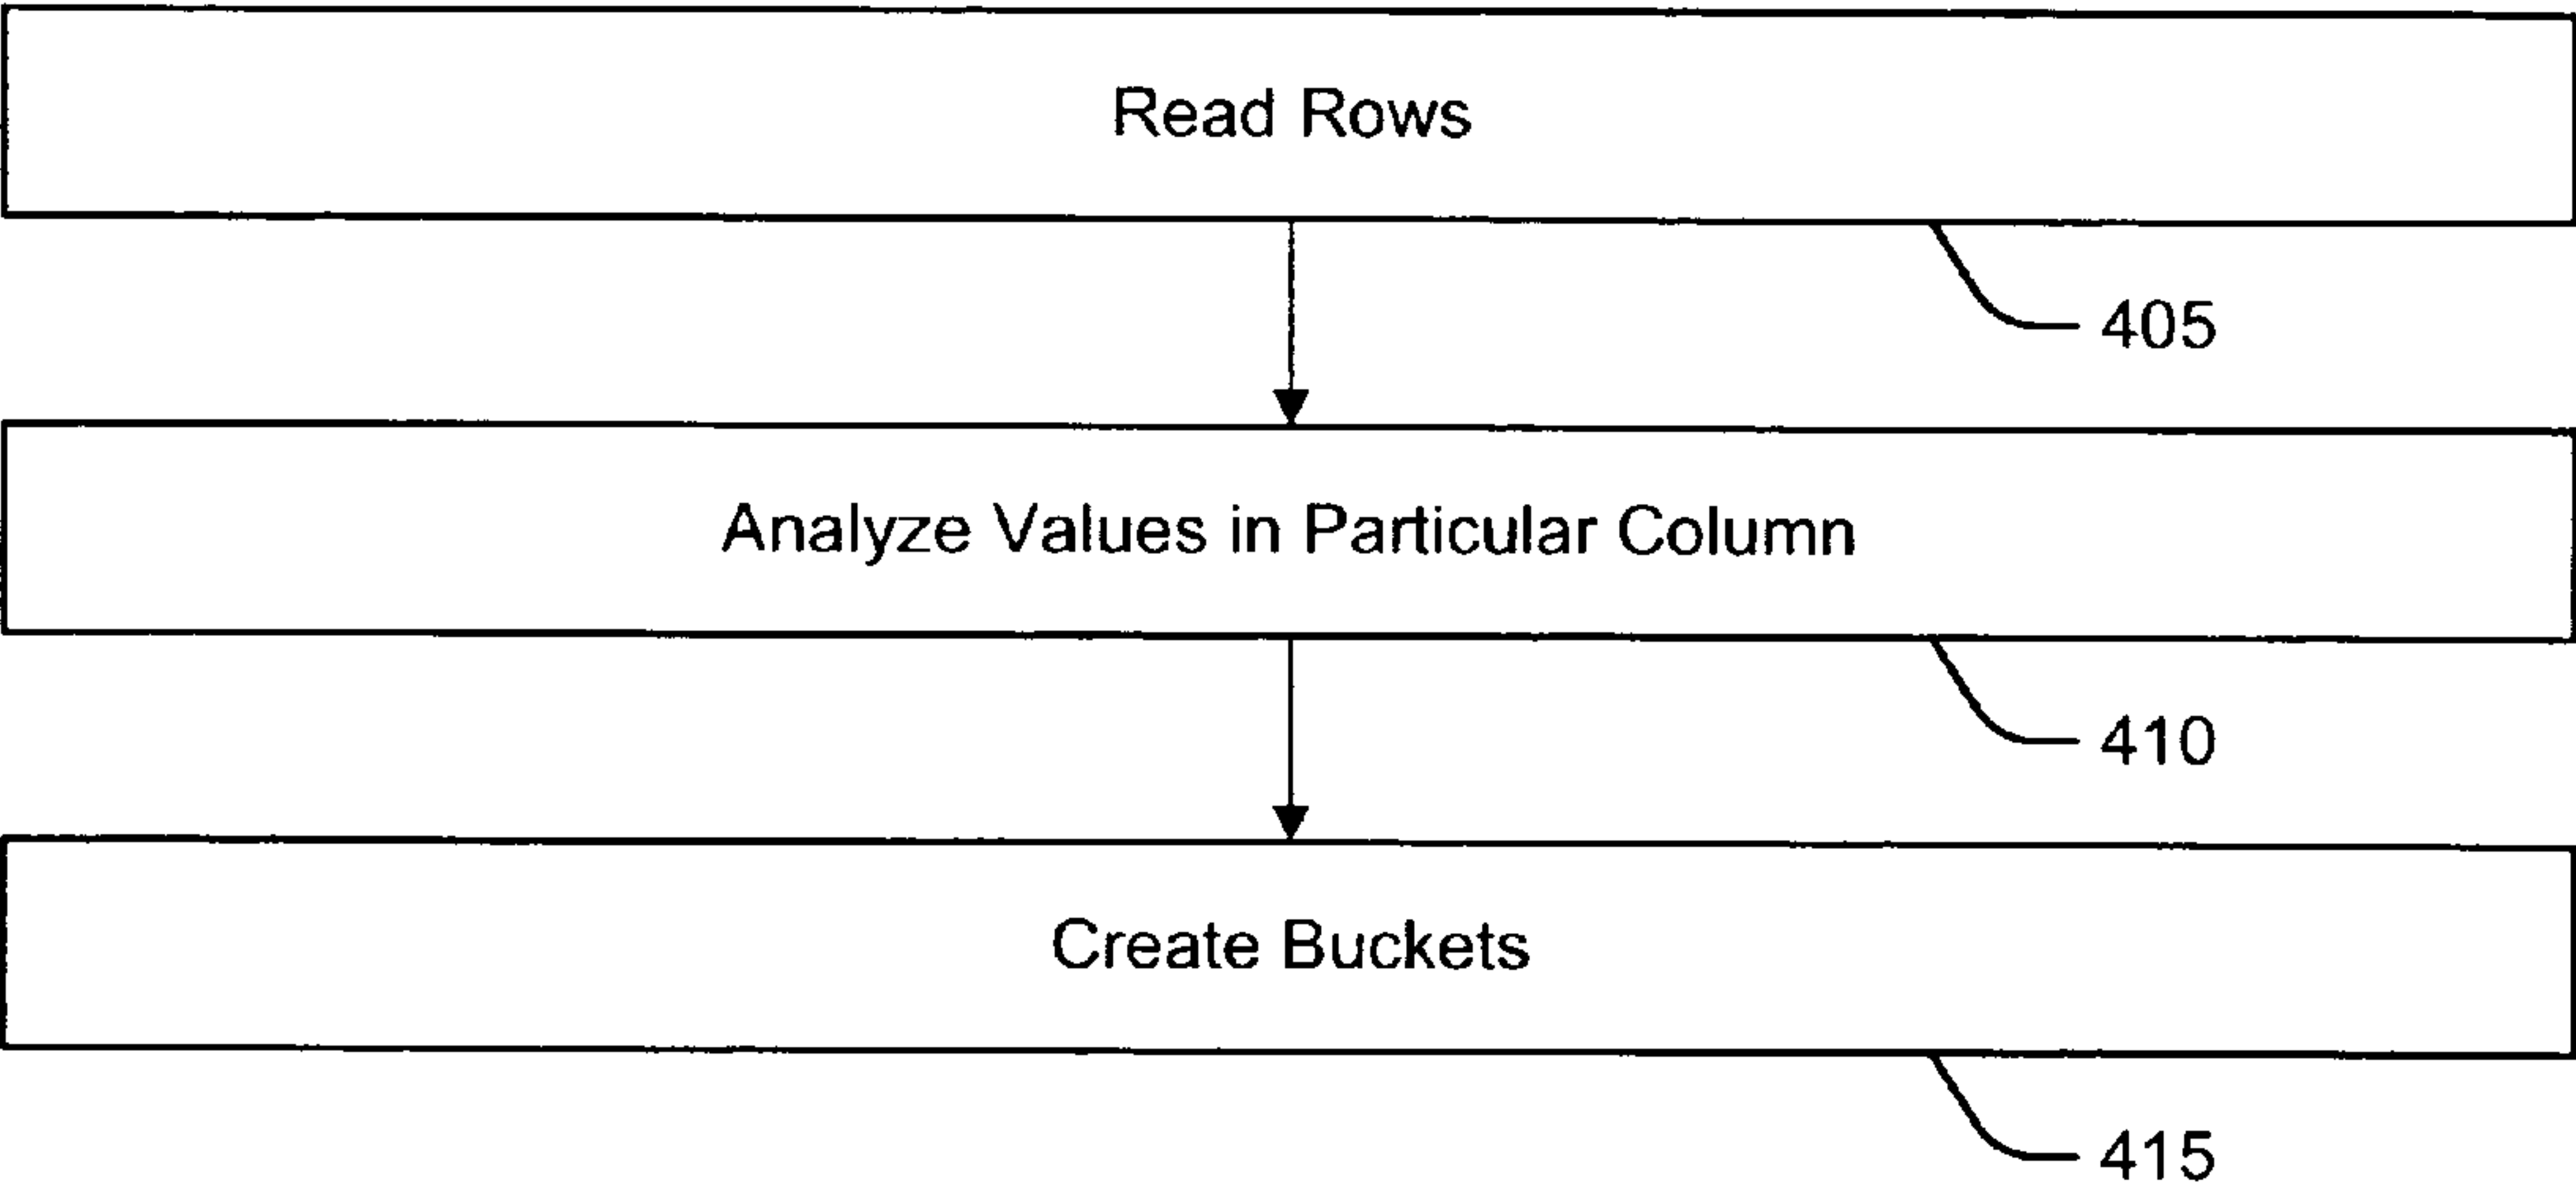 Read Rows
405
Analyze Values in Particular Column
410
Create Buckets
415